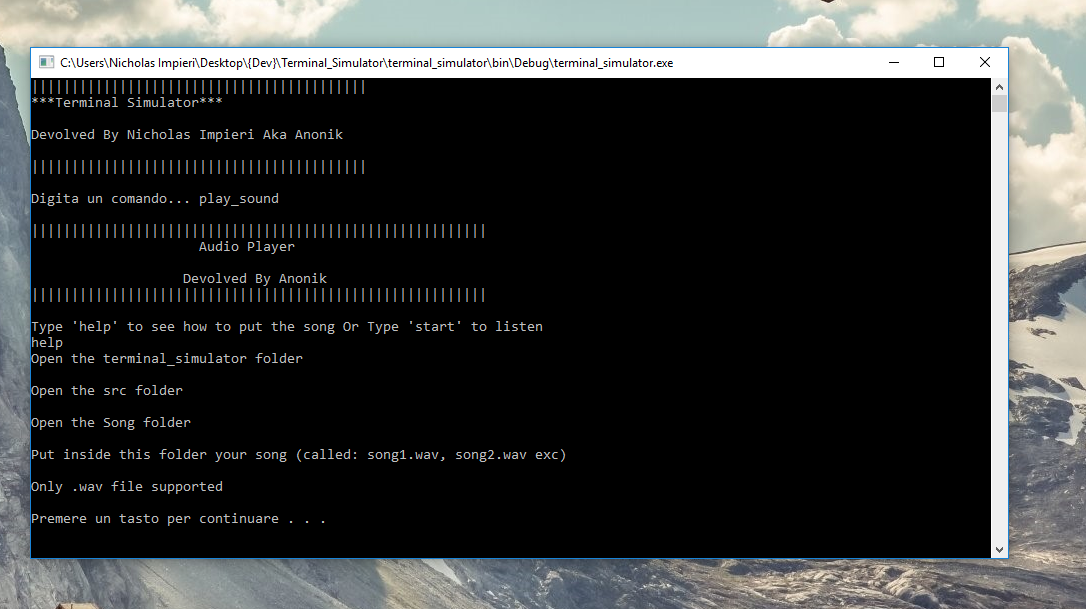 C:\Users\Nicholas Impieri\Desktop\{Dev}\Terminal_Simulator\terminal_simulator\bin\Debug\terminal_simulator.exe
||||||||||||||||||||||||||||||||||||||||||
***Terminal Simulator***
Devolved By Nicholas Impieri Aka Anonik
||||||||||||||||||||||||||||||||||||||||||
Digita un comando... play_sound
|||||||||||||||||||||||||||||||||||||||||||||||||||||||||
Audio Player
Devolved By Anonik
|||||||||||||||||||||||||||||||||||||||||||||||||||||||||
Type 'help' to see how to put the song Or Type 'start' to listen
help
Open the terminal_simulator folder
Open the src folder
Open the Song folder
Put inside this folder your song (called: song1.wav, song2.wav exc)
Only .wav file supported
Premere un tasto per continuare . . .